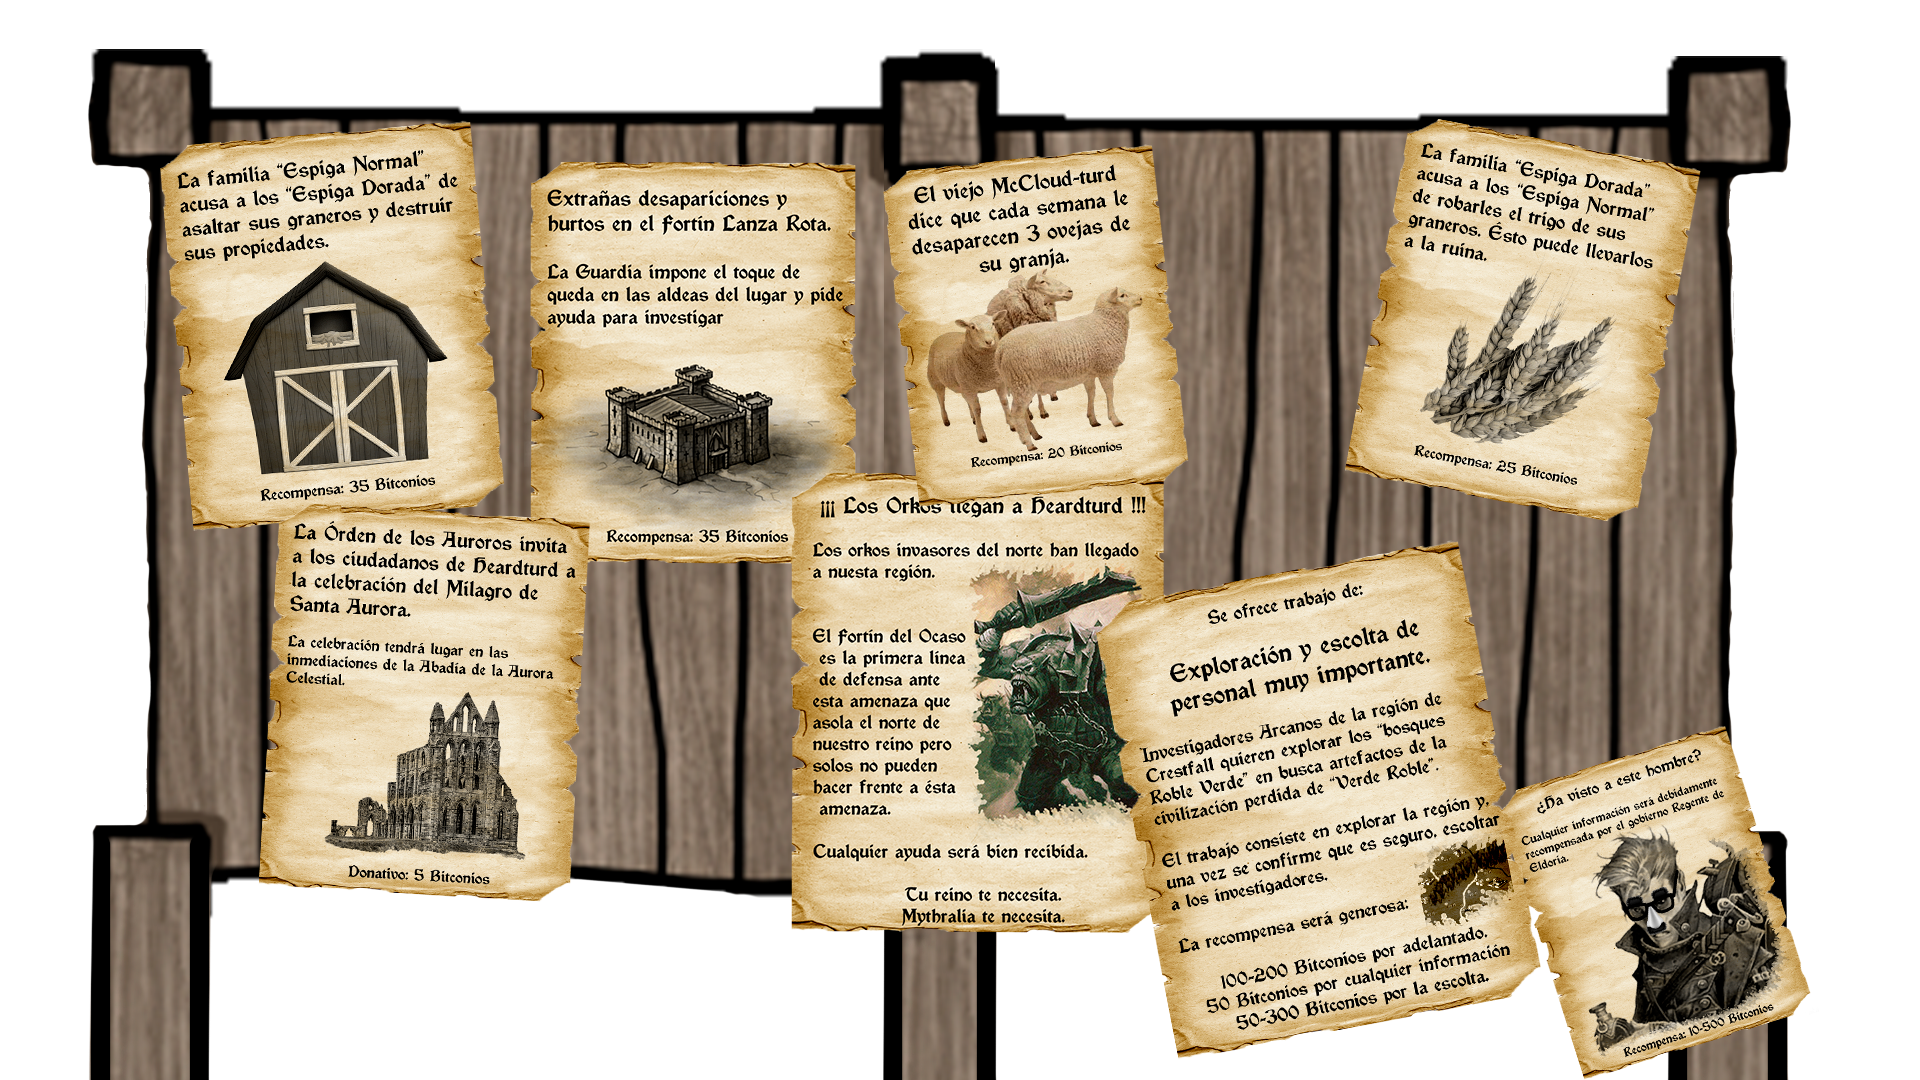 La familia "Espiga Normal"
acusa a los "Espiga Dorada" de
asaltar sus graneros y destruir
sus propiedades.
Recompensa: 35 Bitconios
Extrañas desapariciones y
hurtos en el Fortín Lanza Rota.
La Guardia impone el toque de
queda en las aldeas del lugar y pide
ayuda para investigar
Recompensa: 35 Bitconios
El viejo McCloud-turd
dice que cada semana le
desaparecen 3 ovejas de
su granja.
Recompensa: 20 Bitconios
La familia "Espiga Dorada"
acusa a los "Espiga Normal"
de robarles el trigo de sus
graneros. Ésto puede llevarlos
a la ruina.
Recompensa: 25 Bitconios
La Órden de los Auroros invita
a los ciudadanos de Heardturd a
la celebración del Milagro de
Santa Aurora.
La celebración tendrá lugar en las
inmediaciones de la Abadía de la Aurora
Celestial.
Donativo: 5 Bitconios
¡¡¡ Los Orkos llegan a Heardturd !!!
Los orkos invasores del norte han llegado
a nuesta región.
El Fortín del Ocaso
es la primera línea
de defensa ante
esta amenaza que
asola el norte de
nuestro reino pero
solos no pueden
hacer frente a ésta
amenaza.
Cualquier ayuda será bien recibida.
Tu reino te necesita.
Mythralia te necesita.
Se ofrece trabajo de:
Exploración y escolta de
personal muy importante.
Investigadores Arcanos de la región de
Crestfall quieren explorar los "bosques
Roble Verde" en busca artefactos de la
civilización perdida de "Verde Roble".
El trabajo consiste en explorar la región y,
una vez se confirme que es seguro, escoltar
a los investigadores.
La recompensa será generosa:
100-200 Bitconios por adelantado.
50 Bitconios por cualquier información
50-300 Bitconios por la escolta.
¿Ha visto a este hombre?
Cualquier información será debidamente
recompensada por el gobierno Regente de
Eldoria.
Recompensa: 10-500 Bitconios